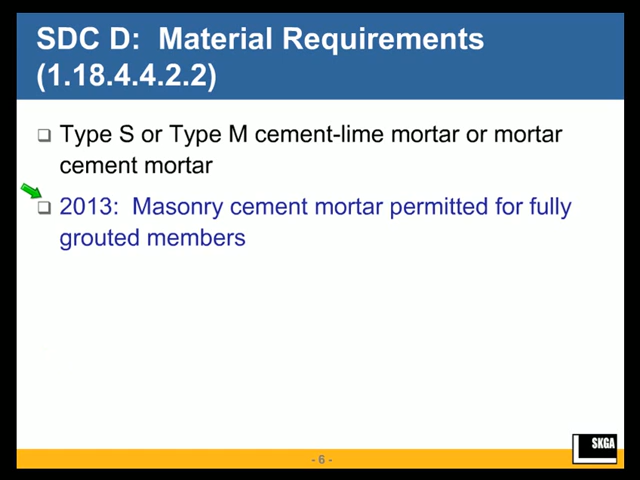 SDC D:  Material Requirements
(1.18.4.4.2.2)
Type S or Type M cement-lime mortar or mortar
cement mortar
2013:  Masonry cement mortar permitted for fully
grouted members
- 6 -
SKGA